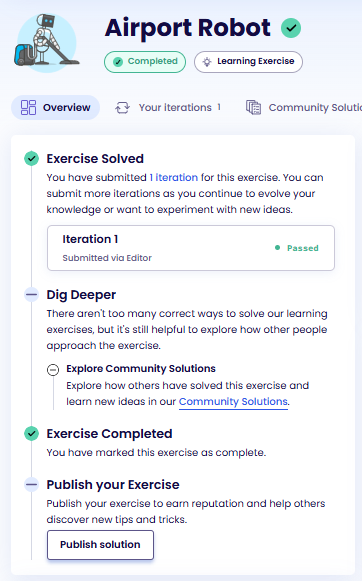 Airport Robot
Completed
Learning Exercise
Overview
Your iterations 1
Community
Exercise Solved
You have submitted 1 iteration for this exercise. You can
submit more iterations as you continue to evolve your
knowledge or want to experiment with new ideas.
Iteration 1
Submitted via Editor
Passed
Dig Deeper
There aren't too many correct ways to solve our learning
exercises, but it's still helpful to explore how other people
approach the exercise.
Explore Community Solutions
Explore how others have solved this exercise and
learn new ideas in our Community Solutions.
Exercise Completed
You have marked this exercise as complete.
Publish your Exercise
Publish your exercise to earn reputation and help others
discover new tips and tricks.
Publish solution